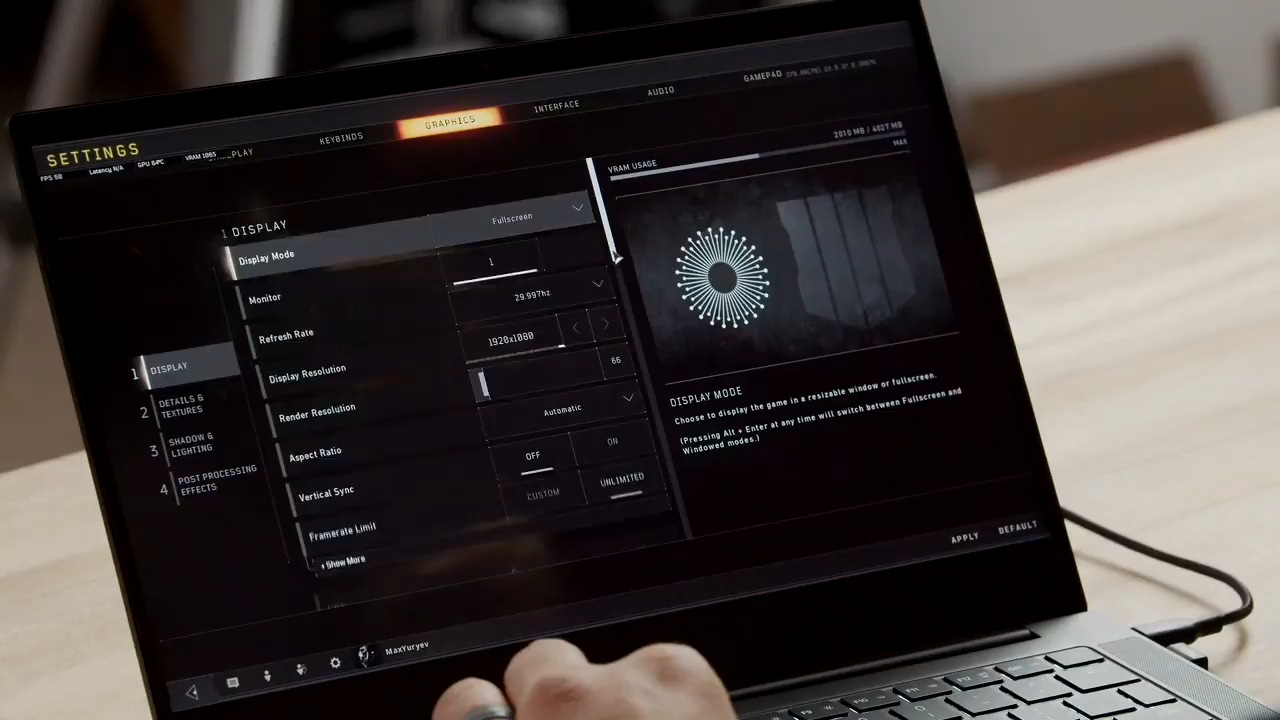 SETTINGS
KEYBINDS
GRAPHICS
INTERFACE
AUDIO
GAMEPAD
FPS 60
Latency N/A
GPU 64°C
VRAM 1065
1 DISPLAY
Display Mode
Fullscreen
Monitor
1
Refresh Rate
29.997hz
Display Resolution
1920x1080
Render Resolution
66
Aspect Ratio
Automatic
Vertical Sync
OFF
ON
Framerate Limit
CUSTOM
UNLIMITED
+ Show More
1 DISPLAY
2 DETAILS &
TEXTURES
3 SHADOW &
LIGHTING
4 POST PROCESSING
EFFECTS
VRAM USAGE
2010 MB / 4027 MB
MAX
DISPLAY MODE
Choose to display the game in a resizable window or fullscreen.
(Pressing Alt + Enter at any time will switch between Fullscreen and
Windowed modes.)
APPLY
DEFAULT
MaxYuryev